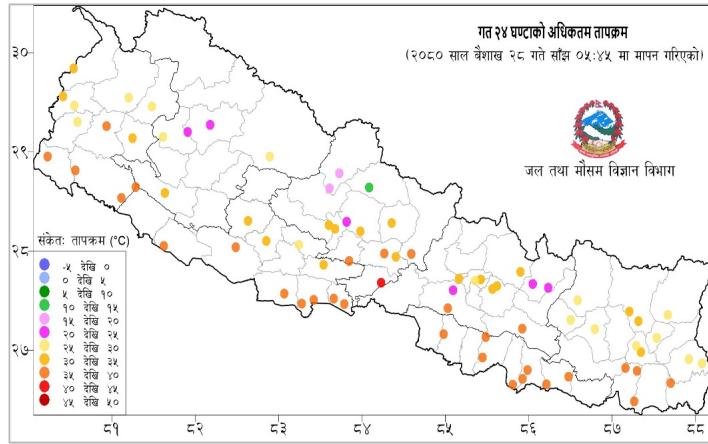 गत २४ घण्टाको अधिकतम तापक्रम
(२०८० साल बैशाख २८ गते साँझ ०५:४५ मा मापन गरिएको)
जल तथा मौसम विज्ञान विभाग
३०
२९
२८
२७
संकेतः तापक्रम (°C)
-५ देखि ०
० देखि ५
५ देखि १०
१० देखि १५
१५ देखि २०
२० देखि २५
२५ देखि ३०
३० देखि ३५
३५ देखि ४०
४० देखि ४५
४५ देखि ५०
८१ ८२ ८३ ८४ ८५ ८६ ८७ ८८